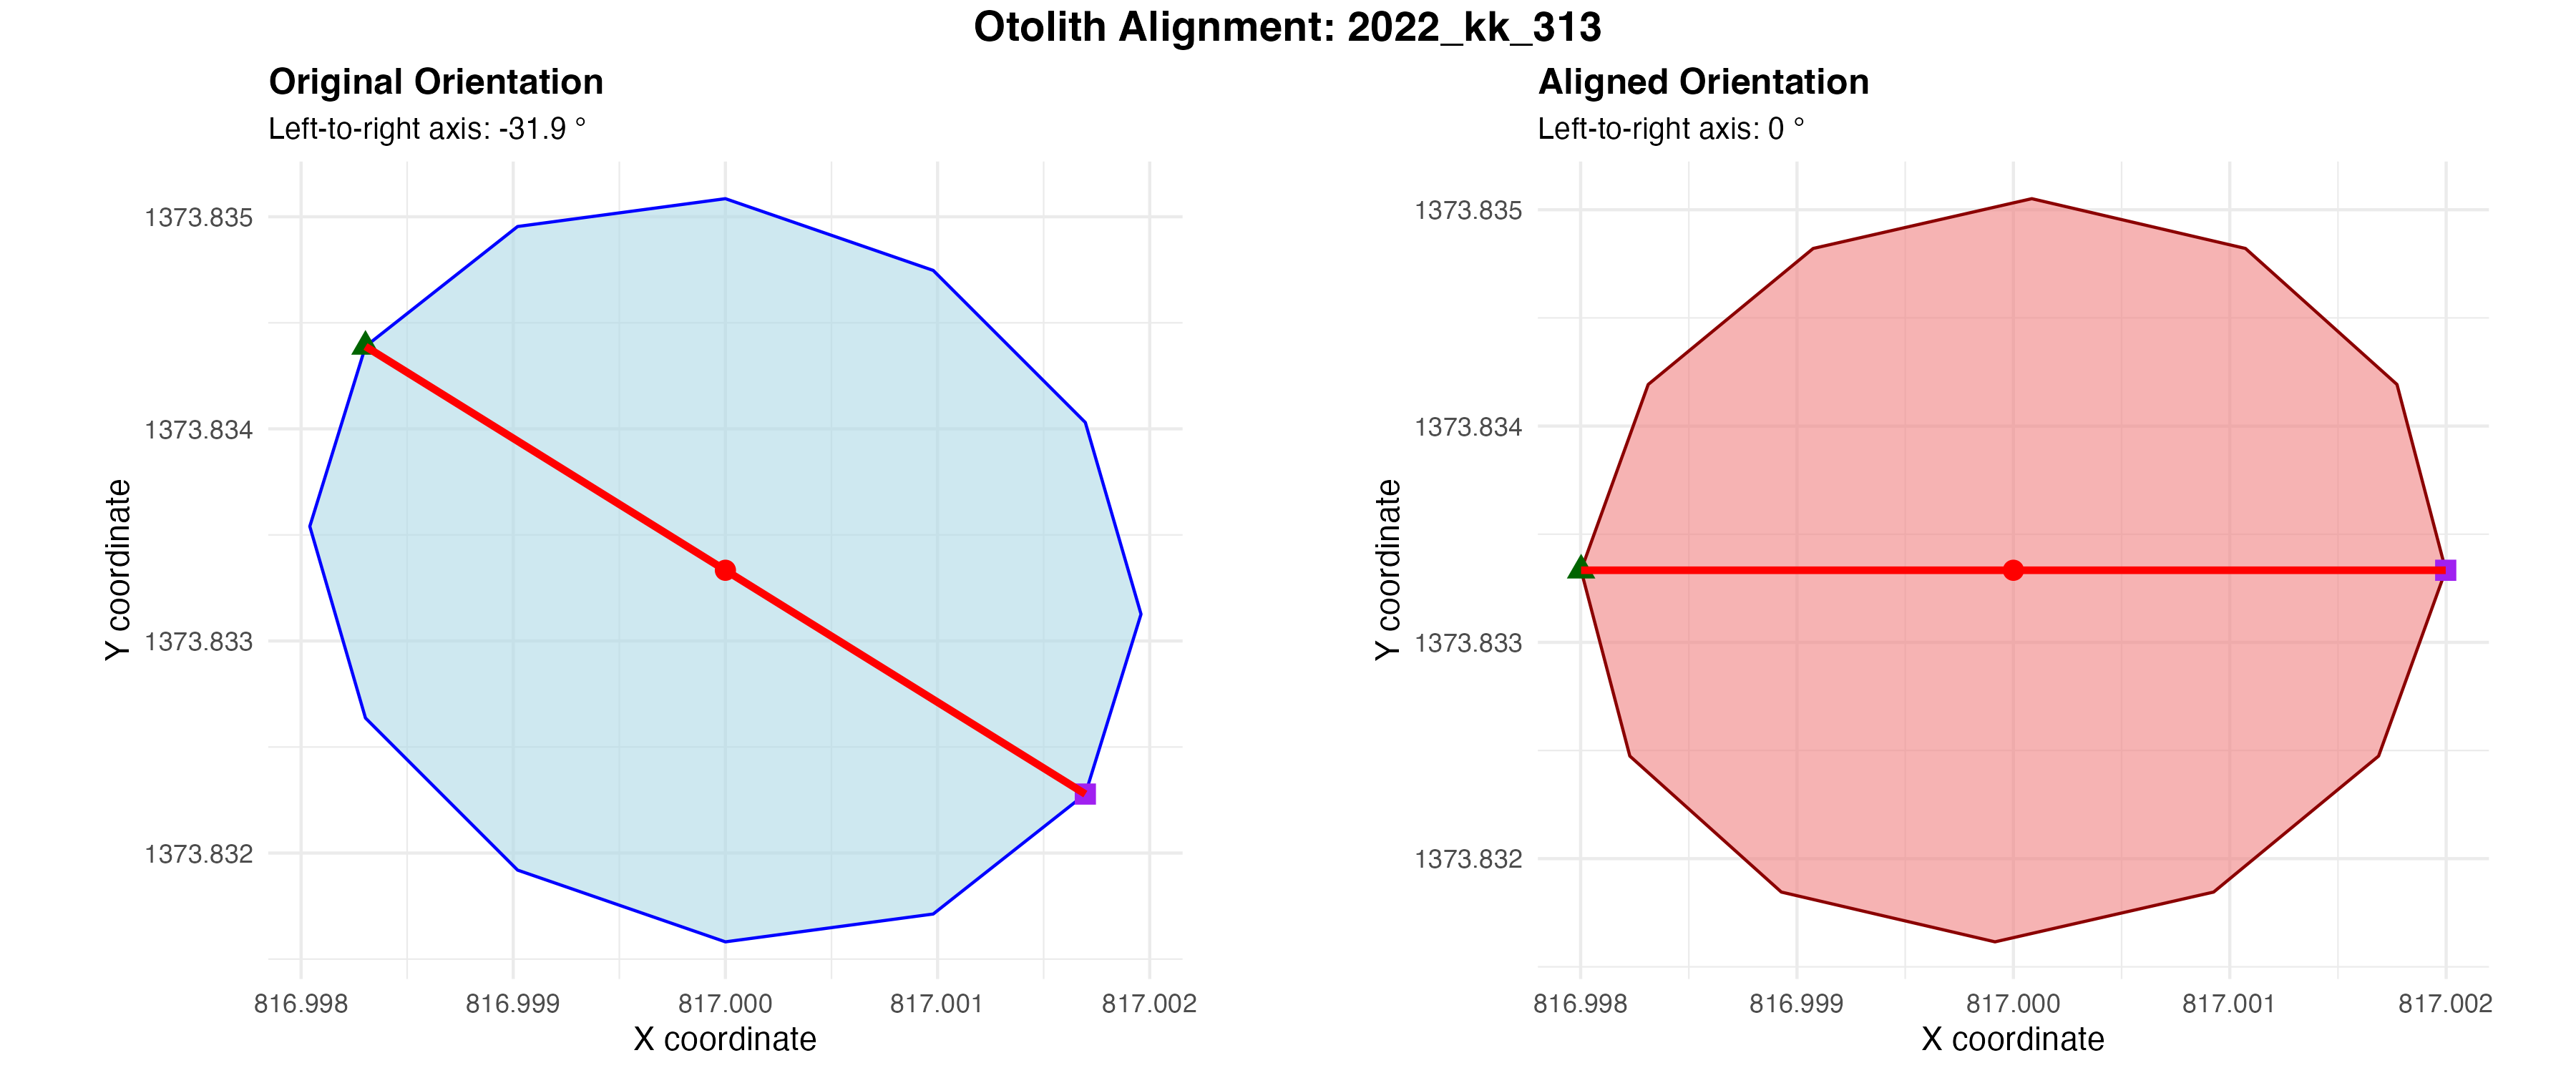 Otolith Alignment: 2022_kk_313
Original Orientation
Left-to-right axis: -31.9 °
1373.835
1373.834
1373.833
1373.832
Y coordinate
816.998 816.999 817.000 817.001 817.002
X coordinate
Aligned Orientation
Left-to-right axis: 0 °
1373.835
1373.834
1373.833
1373.832
Y coordinate
816.998 816.999 817.000 817.001 817.002
X coordinate